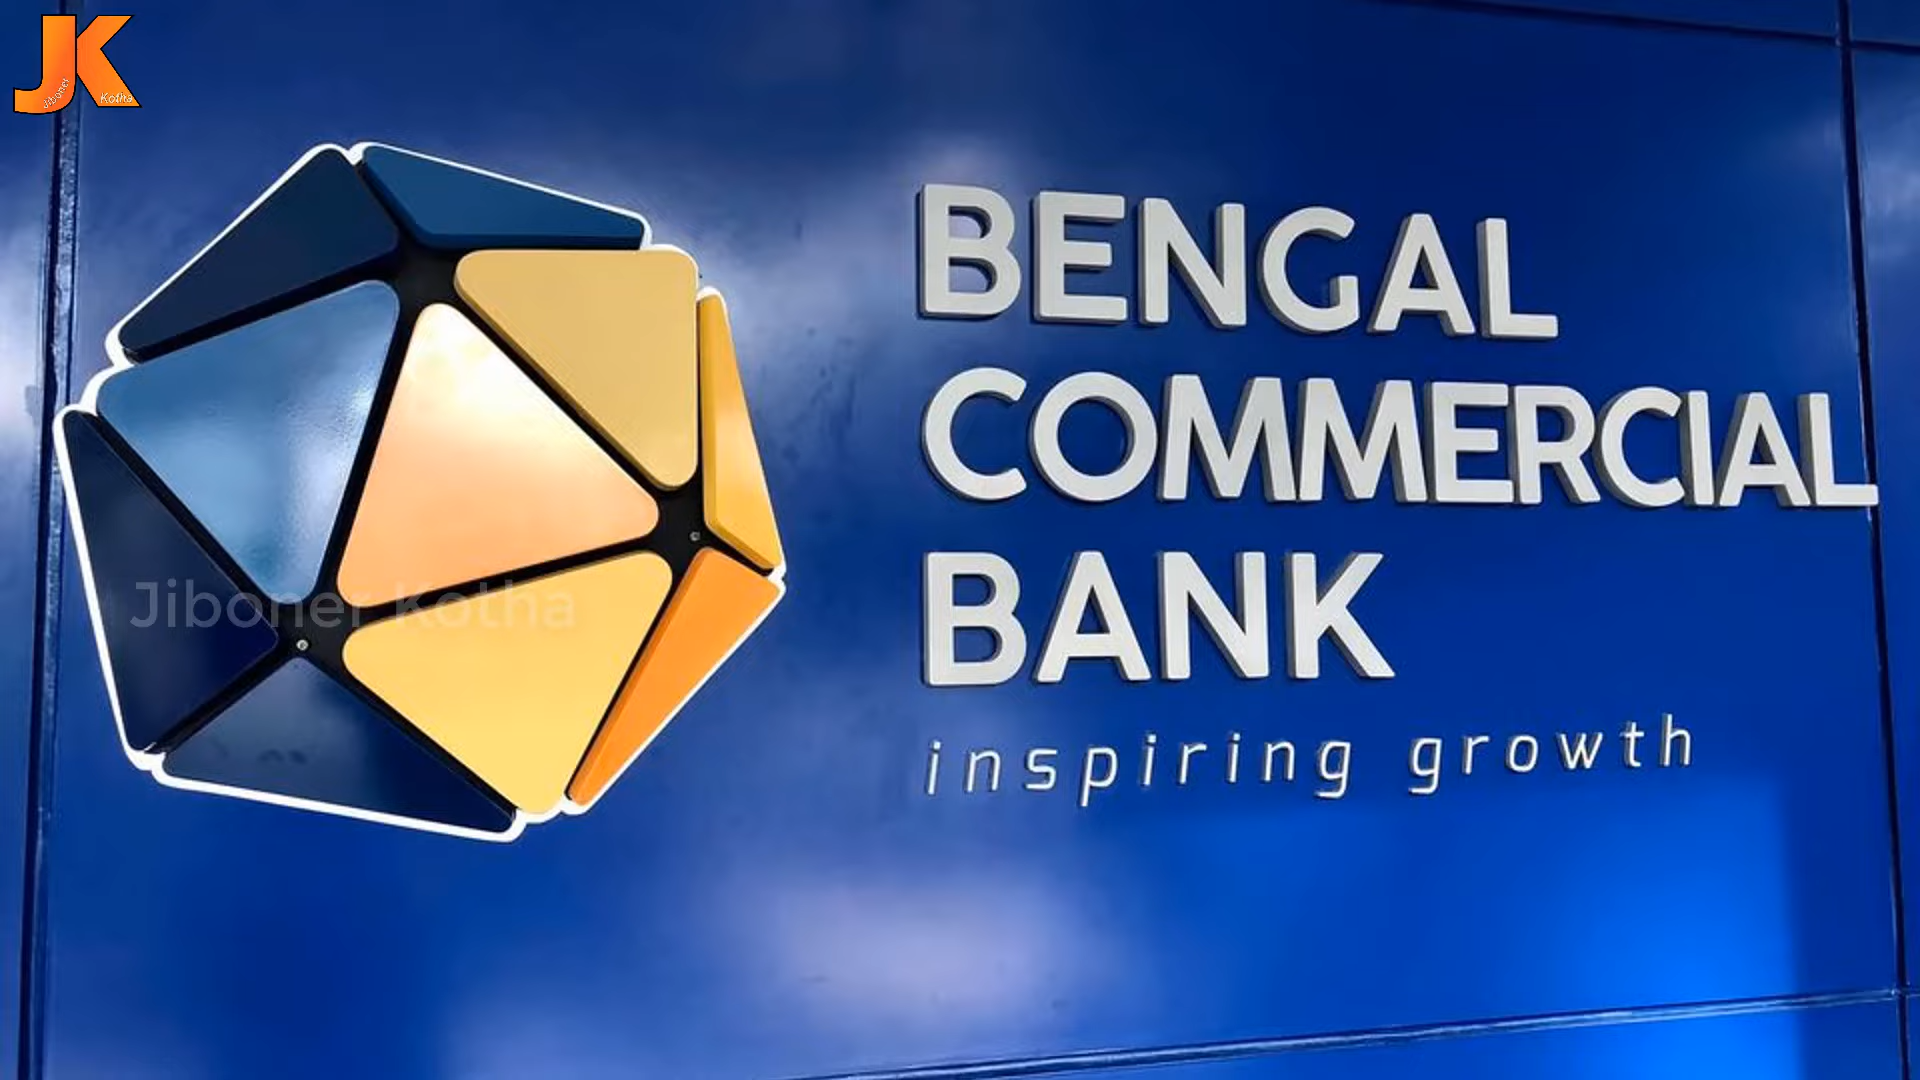 JK
Jiboner Kotha
BENGAL
COMMERCIAL
BANK
inspiring growth
Jiboner Kotha